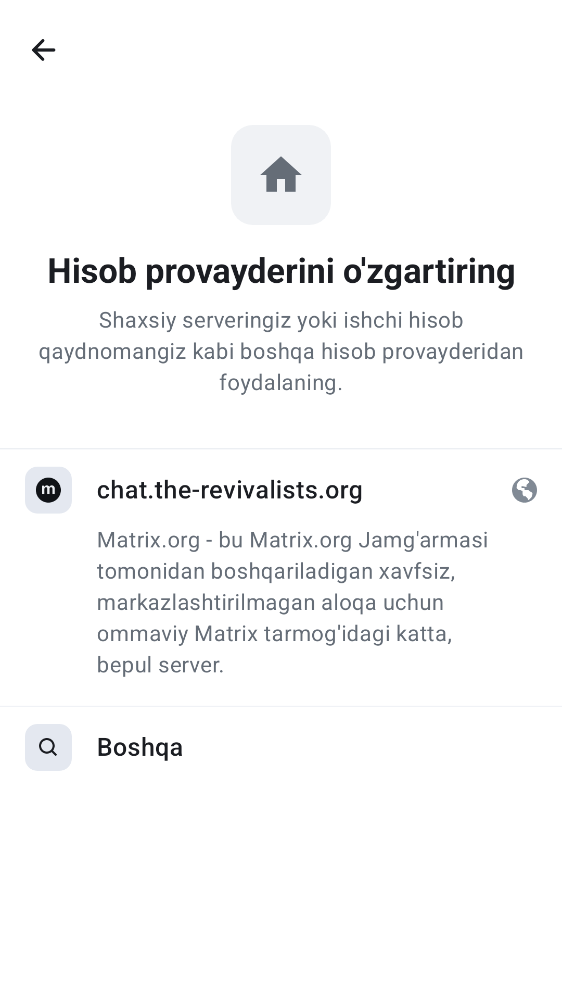 Hisob provayderini o'zgartiring
Shaxsiy serveringiz yoki ishchi hisob
qaydnomangiz kabi boshqa hisob provayderidan
foydalaning.
m
chat.the-revivalists.org
Matrix.org - bu Matrix.org Jamg'armasi
tomonidan boshqariladigan xavfsiz,
markazlashtirilmagan aloqa uchun
ommaviy Matrix tarmog'idagi katta,
bepul server.
Boshqa